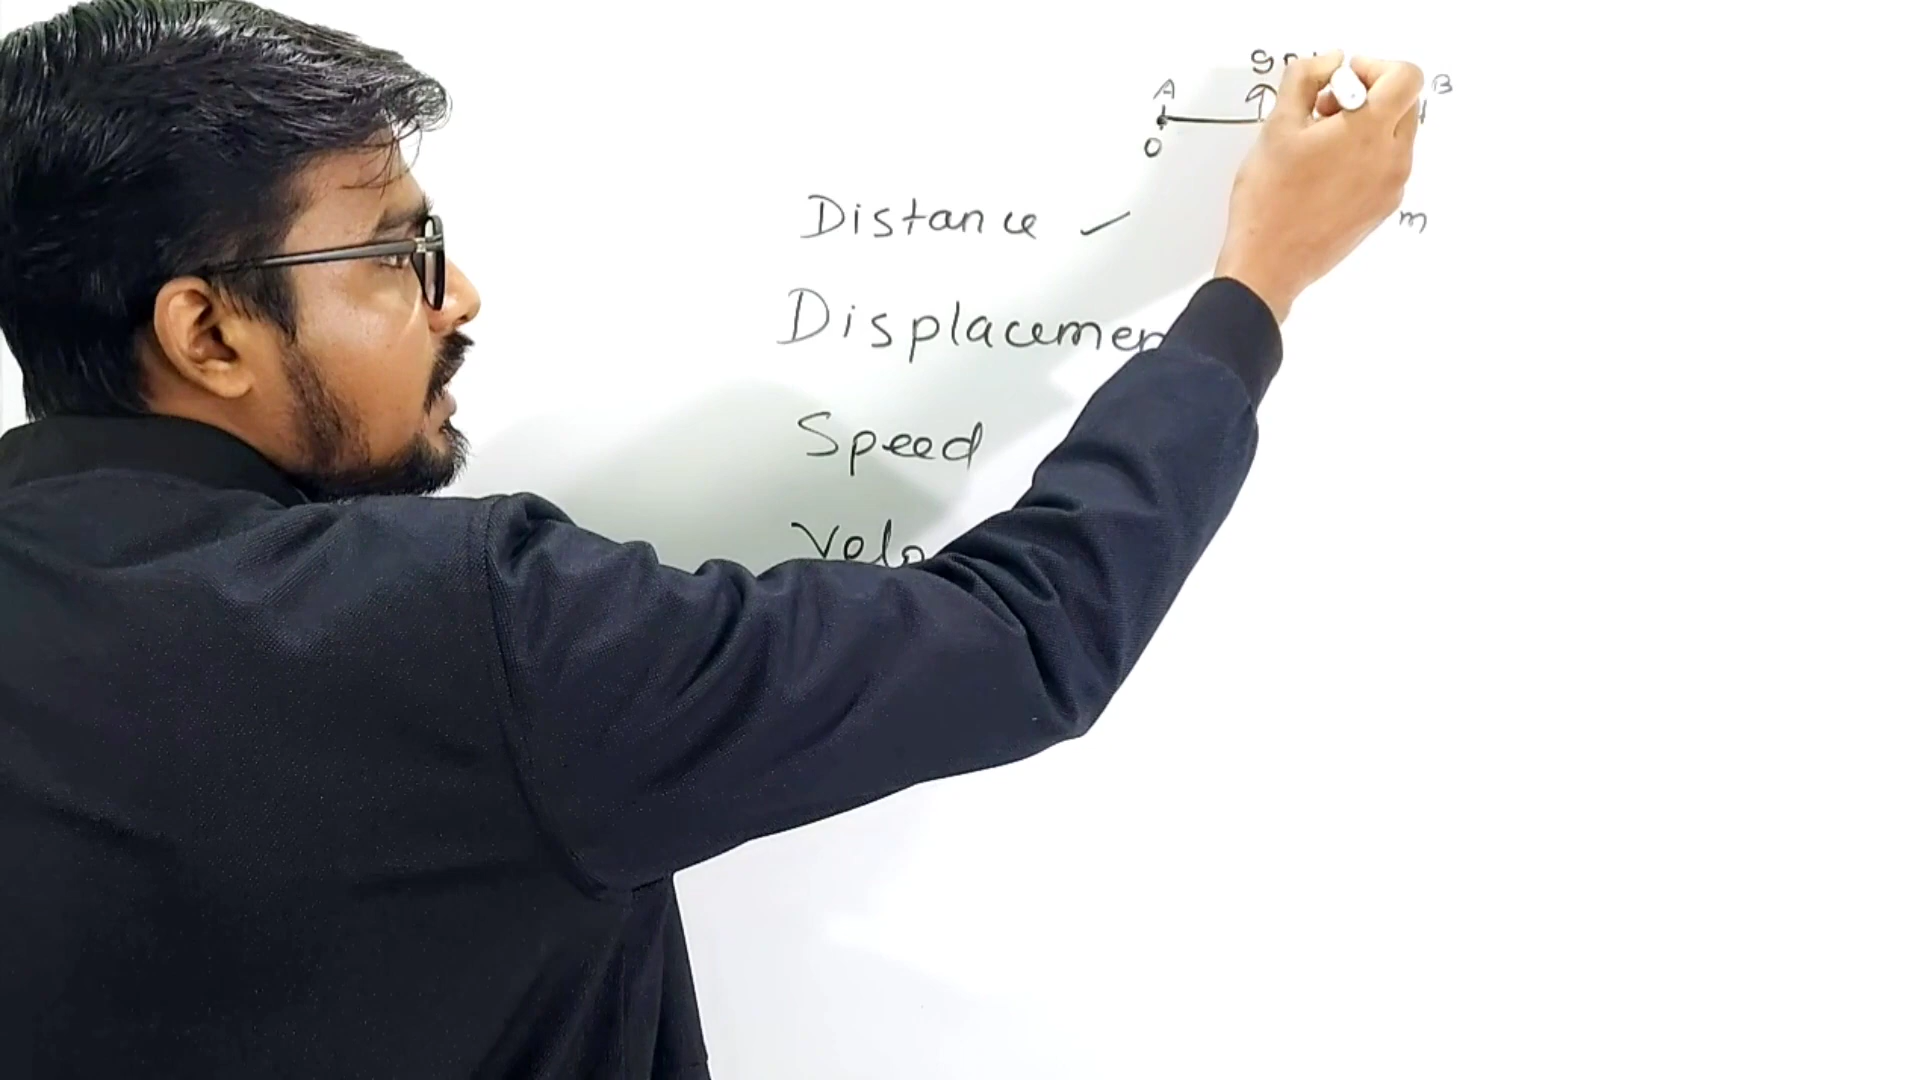 A B
O
Distance
m
Displacemen
Speed
Velo